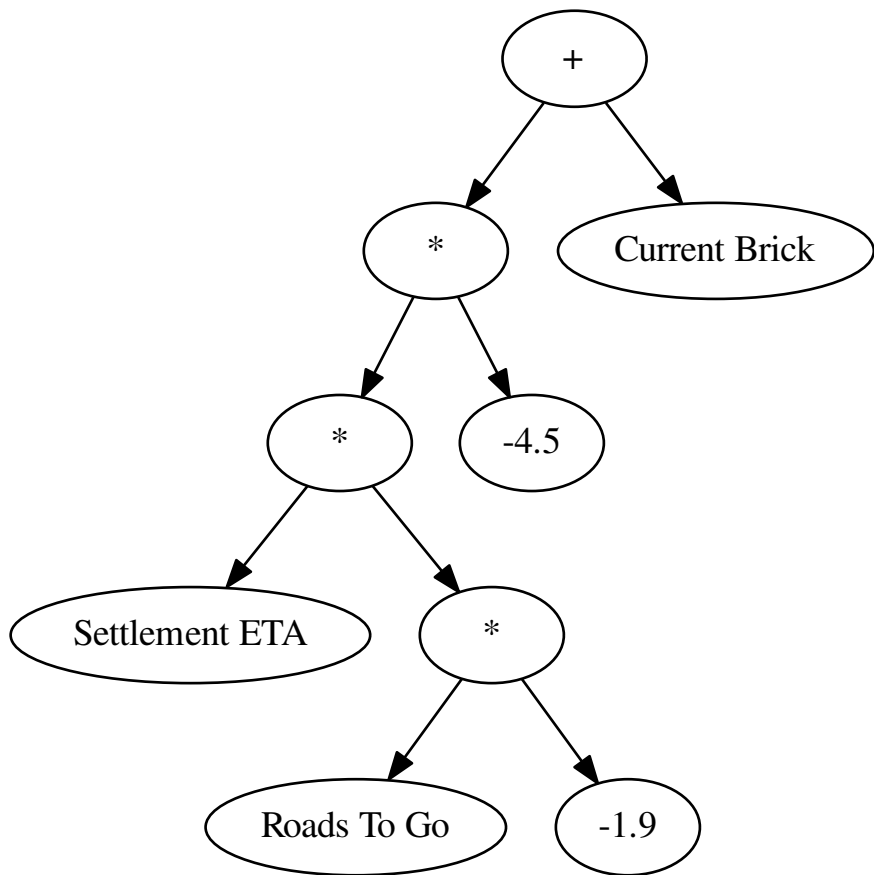 +
*
Current Brick
*
-4.5
Settlement ETA
*
Roads To Go
-1.9